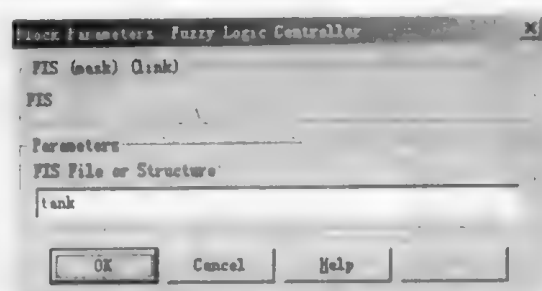 Block Parameters Fuzzy Logic Controller
FIS (mask) (link)
FIS
Parameters
FIS File or Structure
tank
OK
Cancel
Help